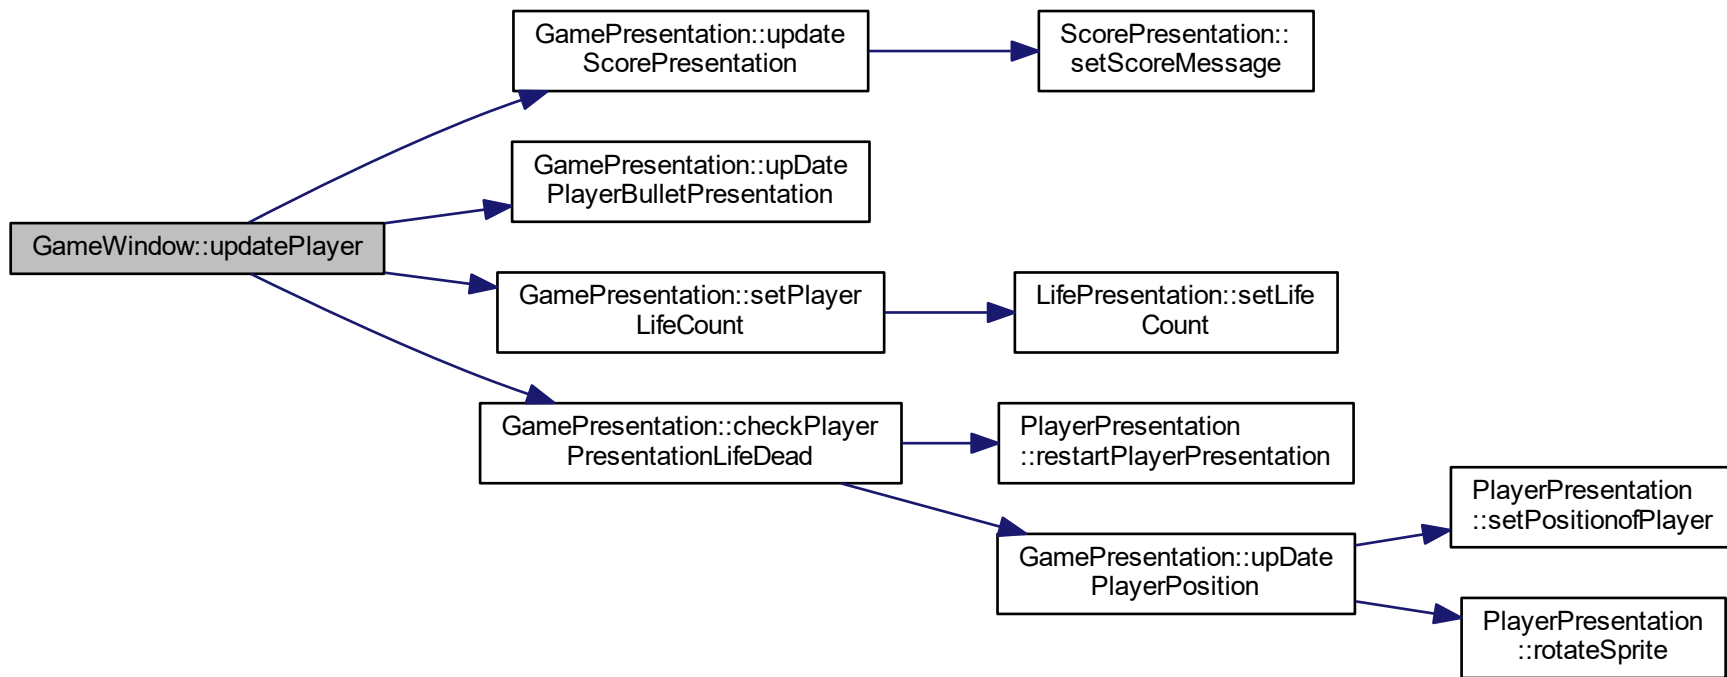 GamePresentation::update
ScorePresentation
ScorePresentation::
setScoreMessage
GamePresentation::upDate
PlayerBulletPresentation
GameWindow::updatePlayer
GamePresentation::setPlayer
LifeCount
LifePresentation::setLife
Count
GamePresentation::checkPlayer
PresentationLifeDead
PlayerPresentation
::restartPlayerPresentation
PlayerPresentation
::setPositionofPlayer
GamePresentation::upDate
PlayerPosition
PlayerPresentation
::rotateSprite